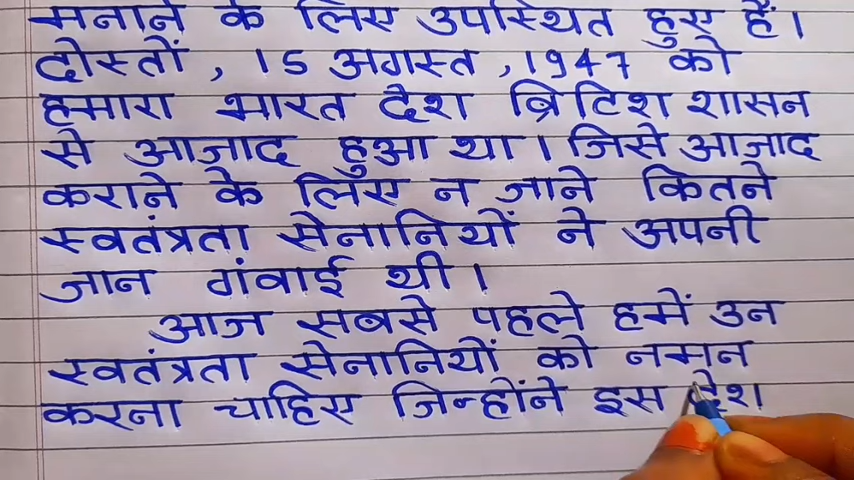 मनाने के लिए उपस्थित हुए हैं।
दोस्तों , 15 अगस्त , 1947 को
हमारा भारत देश ब्रिटिश शासन
से आजाद हुआ था । जिसे आजाद
कराने के लिए न जाने कितने
स्वतंत्रता सेनानियों ने अपनी
जान गंवाई थी ।
आज सबसे पहले हमें उन
स्वतंत्रता सेनानियों को नमन
करना चाहिए जिन्होंने इस देश